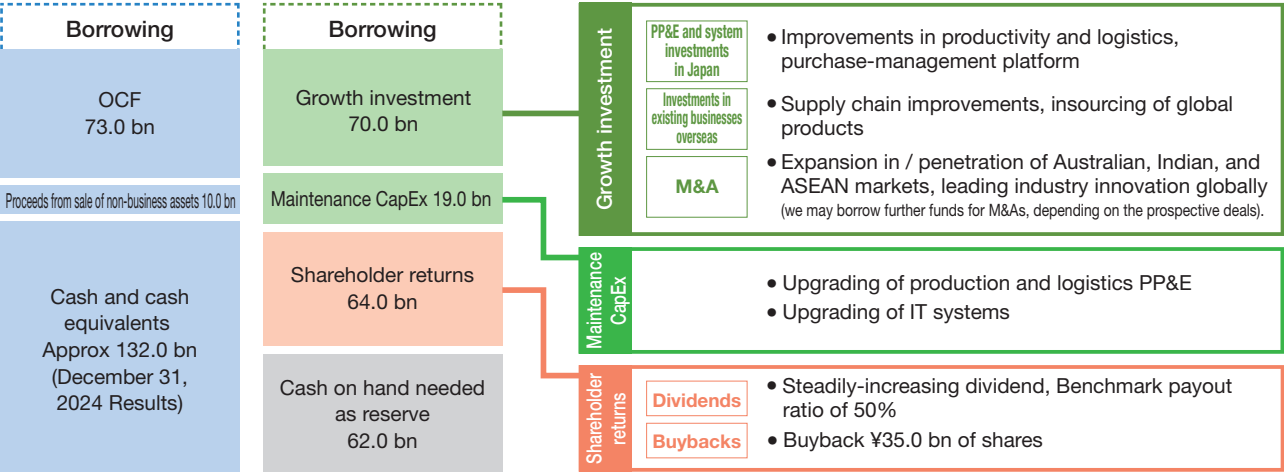 Borrowing
OCF
73.0 bn
Proceeds from sale of non-business assets 10.0 bn
Cash and cash
equivalents
Approx 132.0 bn
(December 31,
2024 Results)
Borrowing
Growth investment
70.0 bn
Maintenance CapEx 19.0 bn
Shareholder returns
64.0 bn
Cash on hand needed
as reserve
62.0 bn
Growth investment
PP&E and system
investments
in Japan
• Improvements in productivity and logistics,
purchase-management platform
Investments in
existing businesses
overseas
• Supply chain improvements, insourcing of global
products
M&A
• Expansion in / penetration of Australian, Indian, and
ASEAN markets, leading industry innovation globally
(we may borrow further funds for M&As, depending on the prospective deals).
Maintenance
CapEx
• Upgrading of production and logistics PP&E
• Upgrading of IT systems
Shareholder
returns
Dividends
• Steadily-increasing dividend, Benchmark payout
ratio of 50%
Buybacks
• Buyback ¥35.0 bn of shares